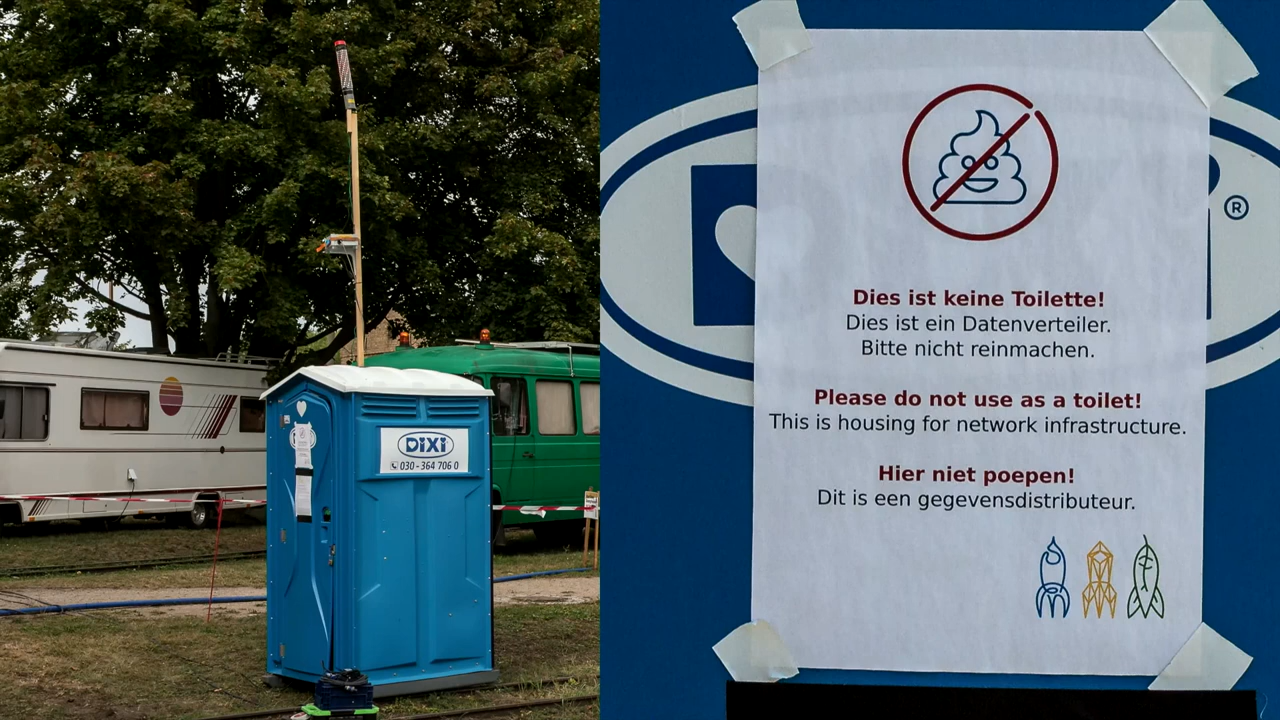 DiXi
030 - 364 706 0
®
Dies ist keine Toilette!
Dies ist ein Datenverteiler.
Bitte nicht reinmachen.
Please do not use as a toilet!
This is housing for network infrastructure.
Hier niet poepen!
Dit is een gegevensdistributeur.